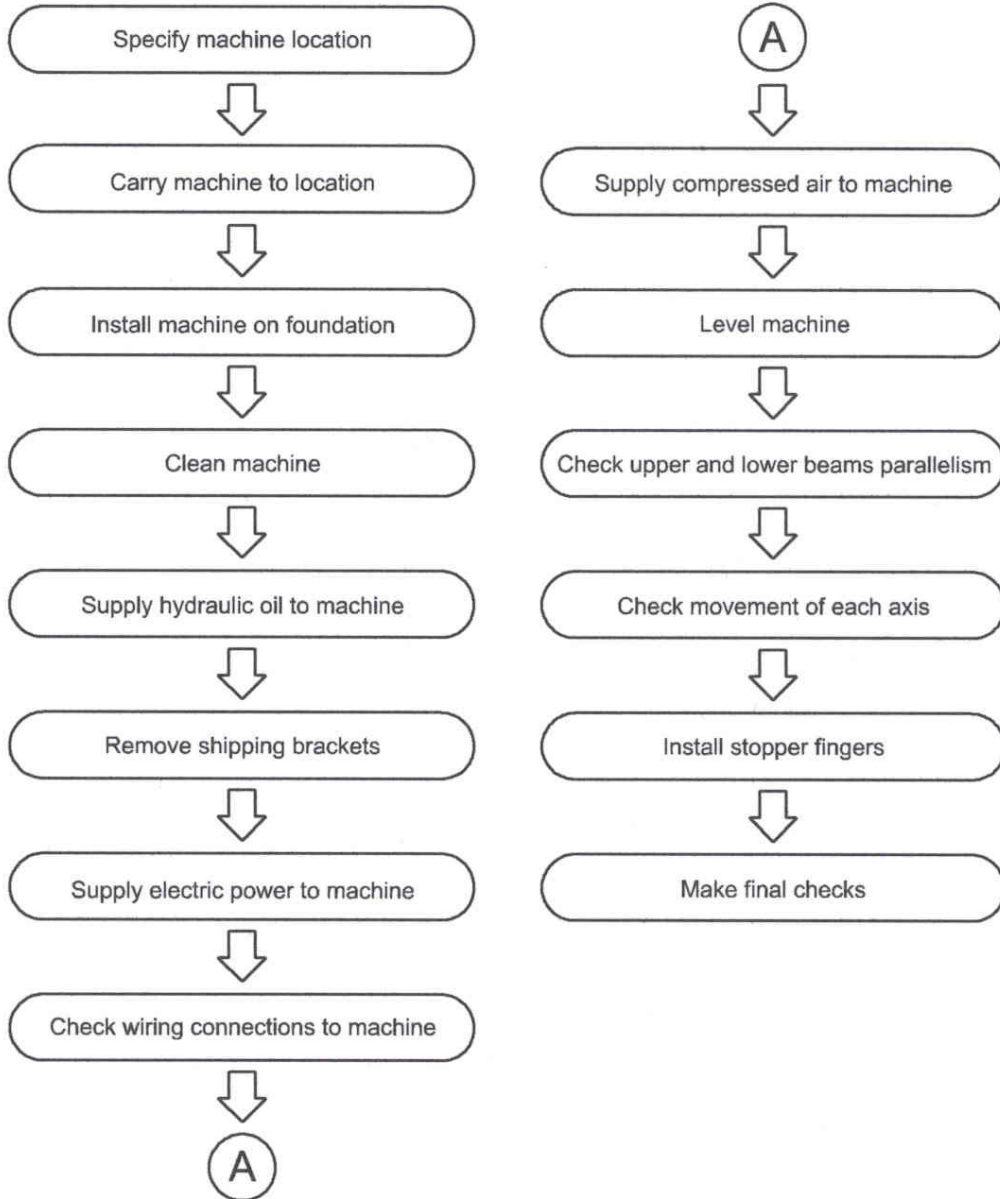 Specify machine location
Carry machine to location
Install machine on foundation
Clean machine
Supply hydraulic oil to machine
Remove shipping brackets
Supply electric power to machine
Check wiring connections to machine
A
A
Supply compressed air to machine
Level machine
Check upper and lower beams parallelism
Check movement of each axis
Install stopper fingers
Make final checks